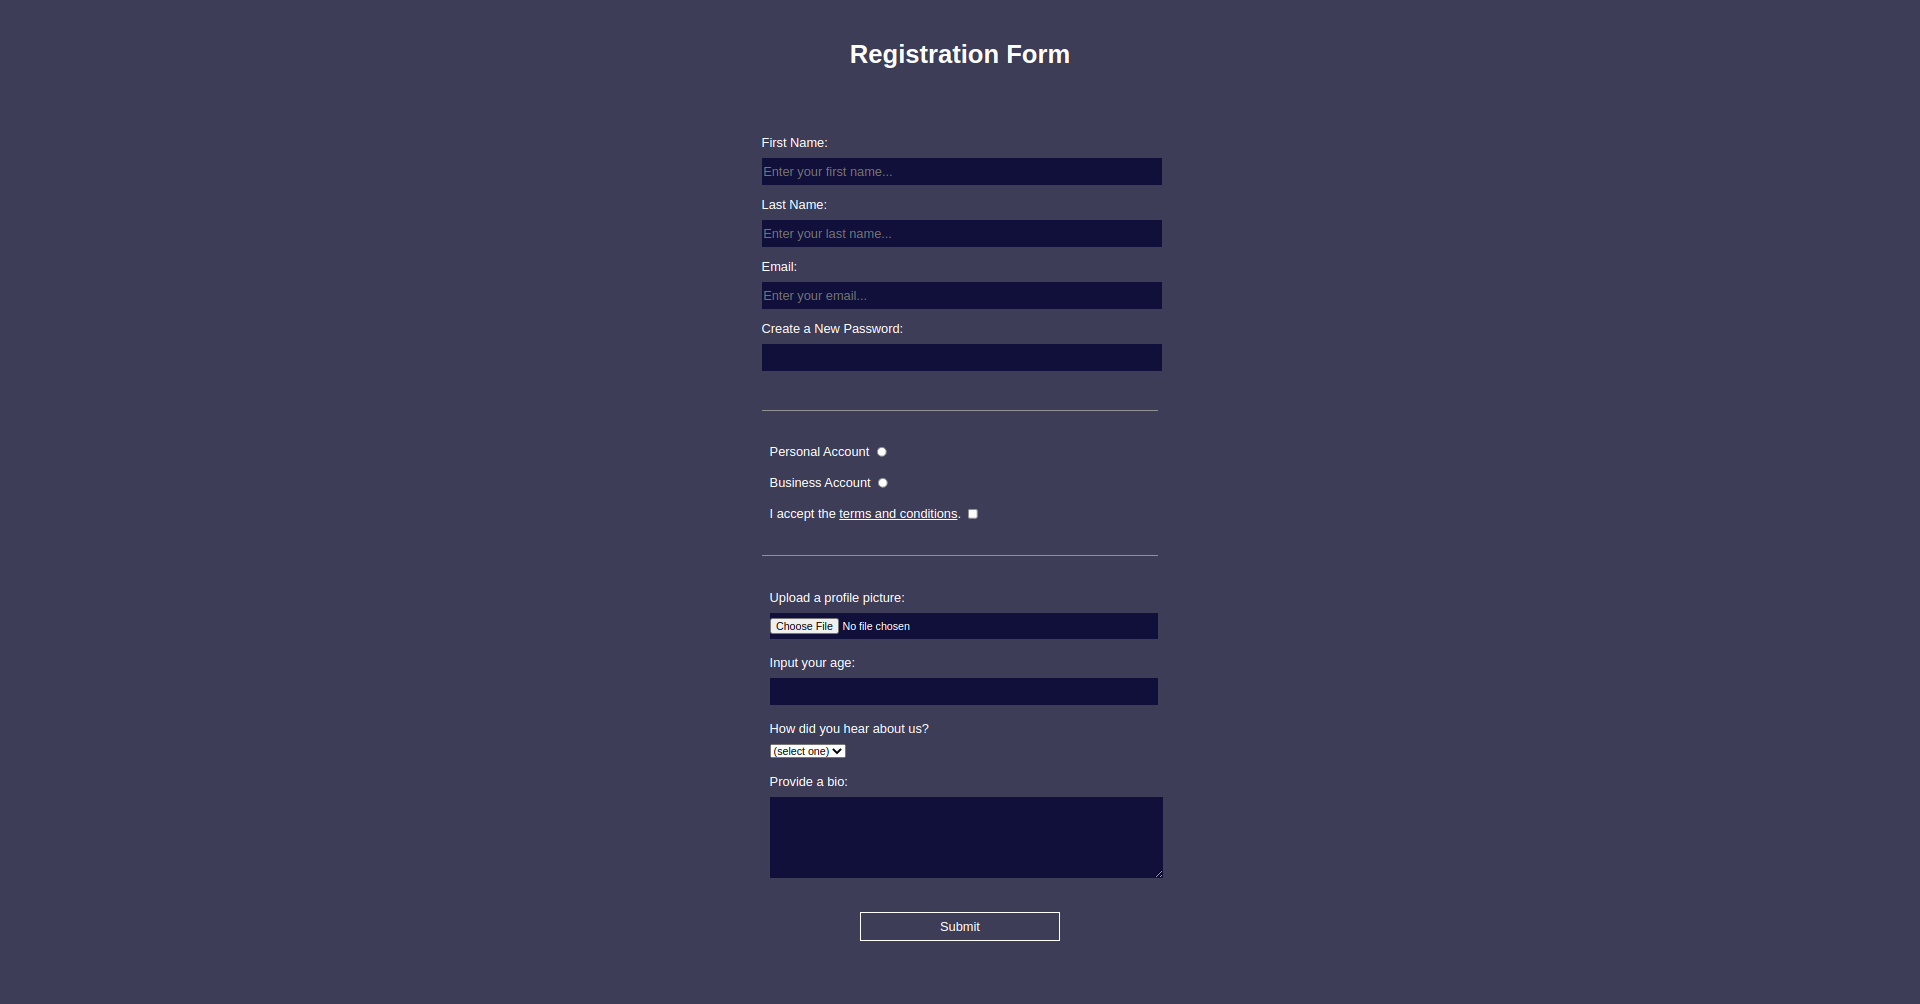 Registration Form
First Name:
Enter your first name...
Last Name:
Enter your last name...
Email:
Enter your email...
Create a New Password:
Personal Account
Business Account
I accept the terms and conditions.
Upload a profile picture:
Choose File No file chosen
Input your age:
How did you hear about us?
(select one)
Provide a bio:
Submit